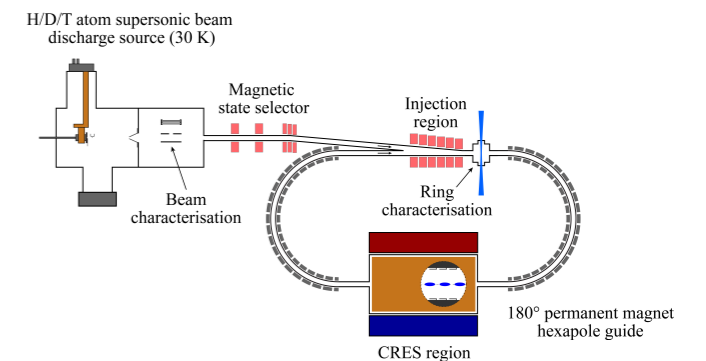 H/D/T atom supersonic beam
discharge source (30 K)
Magnetic
state selector
Injection
region
Beam
characterisation
Ring
characterisation
180° permanent magnet
hexapole guide
CRES region